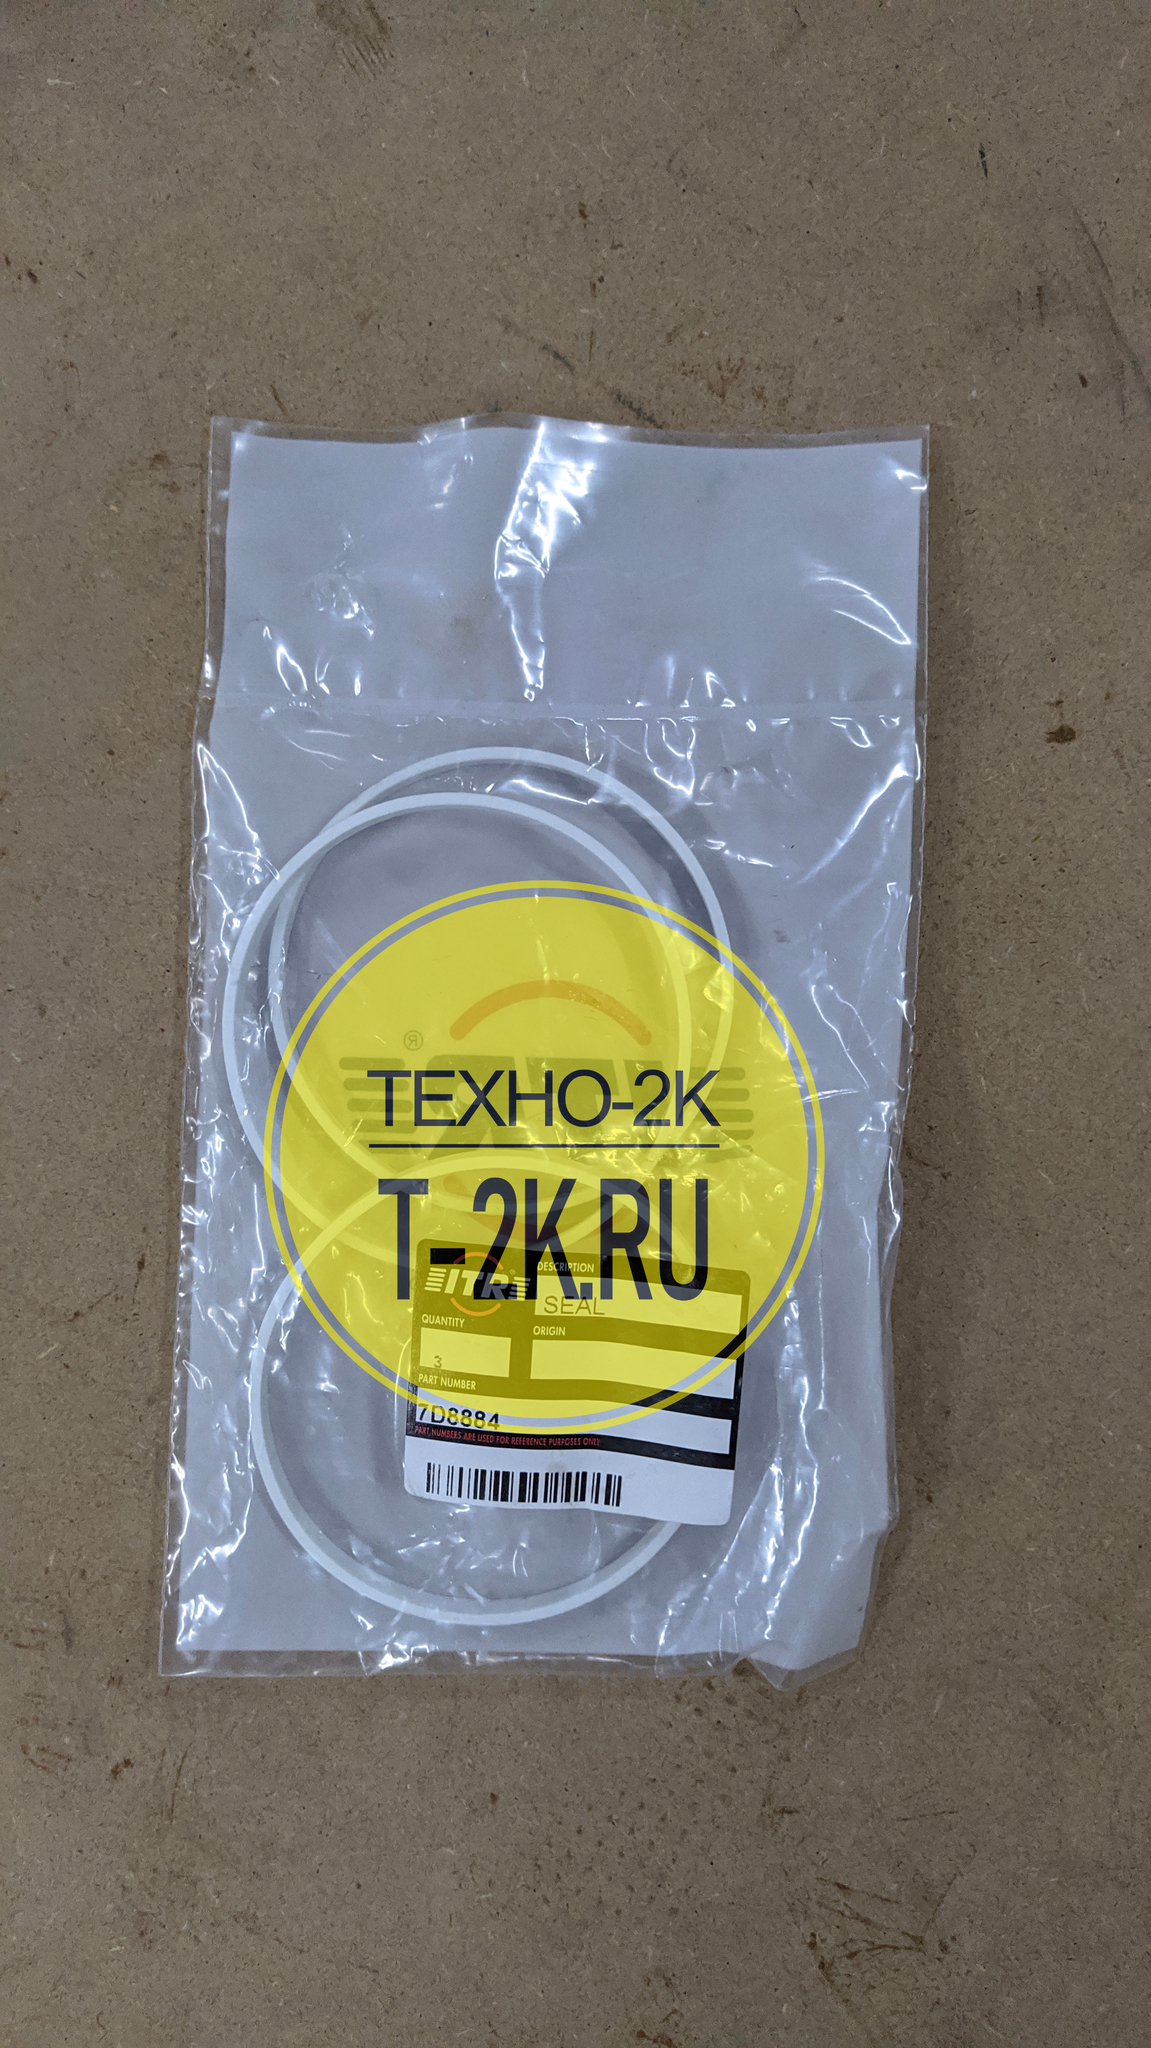 ®
ТЕХНО-2К
T-2K.RU
ITR®
DESCRIPTION
SEAL
QUANTITY
ORIGIN
3
PART NUMBER
7D8884
PART NUMBERS ARE USED FOR REFERENCE PURPOSES ONLY